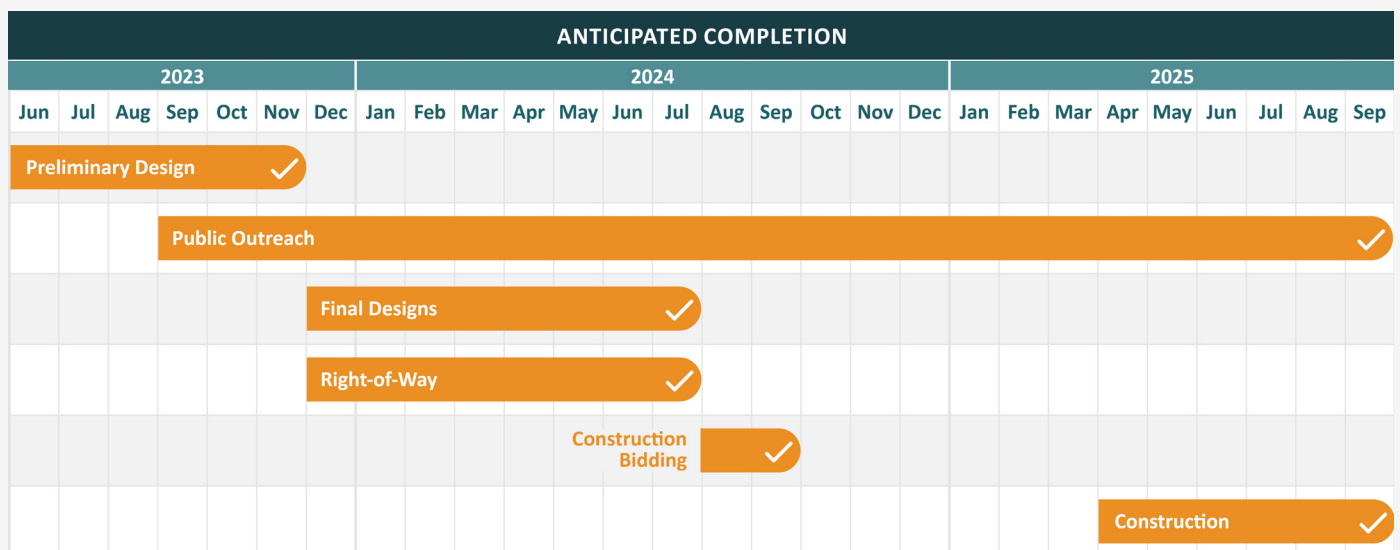 ANTICIPATED COMPLETION
2023 2024 2025
Jun Jul Aug Sep Oct Nov Dec Jan Feb Mar Apr May Jun Jul Aug Sep Oct Nov Dec Jan Feb Mar Apr May Jun Jul Aug Sep
Preliminary Design
Public Outreach
Final Designs
Right-of-Way
Construction
Bidding
Construction